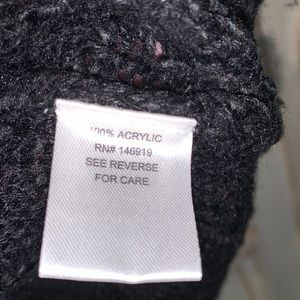 100% ACRYLIC
RN# 146919
SEE REVERSE
FOR CARE